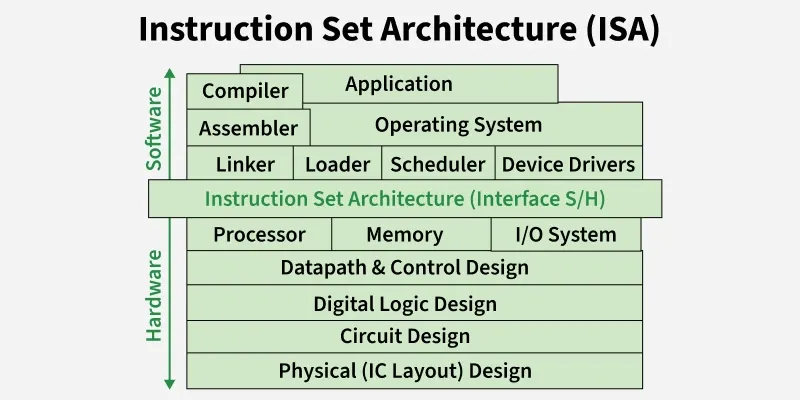 Instruction Set Architecture (ISA)
Software
Hardware
Application
Compiler
Operating System
Assembler
Linker
Loader
Scheduler
Device Drivers
Instruction Set Architecture (Interface S/H)
Processor
Memory
I/O System
Datapath & Control Design
Digital Logic Design
Circuit Design
Physical (IC Layout) Design